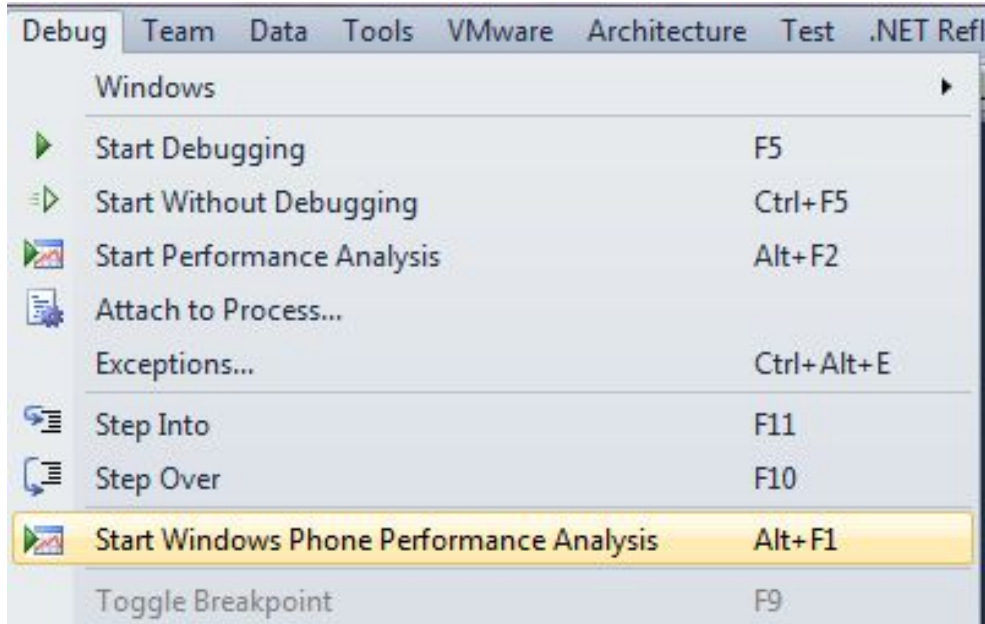 Debug Team Data Tools VMware Architecture Test .NET Refl
Windows
Start Debugging F5
Start Without Debugging Ctrl+F5
Start Performance Analysis Alt+F2
Attach to Process...
Exceptions... Ctrl+Alt+E
Step Into F11
Step Over F10
Start Windows Phone Performance Analysis Alt+F1
Toggle Breakpoint F9